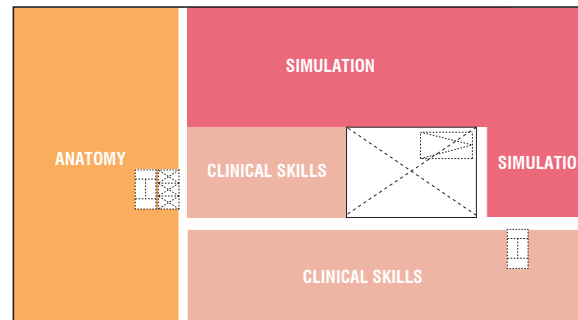 SIMULATION
ANATOMY
CLINICAL SKILLS
SIMULATIO
CLINICAL SKILLS